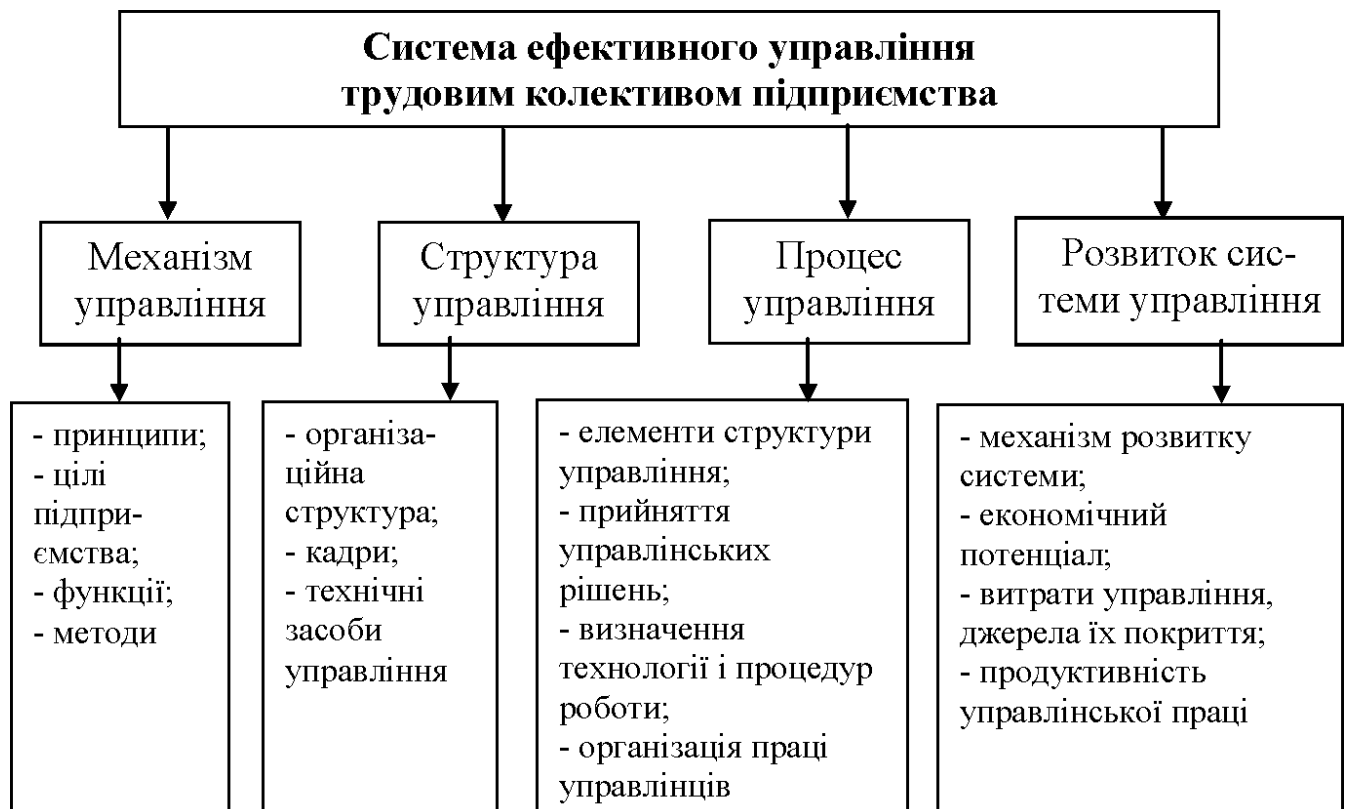 Система ефективного управління
трудовим колективом підприємства
Механізм
управління
Структура
управління
Процес
управління
Розвиток сис-
теми управління
- принципи;
- цілі
підпри-
ємства;
- функції;
- методи
- організа-
ційна
структура;
- кадри;
- технічні
засоби
управління
- елементи структури
управління;
- прийняття
управлінських
рішень;
- визначення
технології і процедур
роботи;
- організація праці
управлінців
- механізм розвитку
системи;
- економічний
потенціал;
- витрати управління,
джерела їх покриття;
- продуктивність
управлінської праці